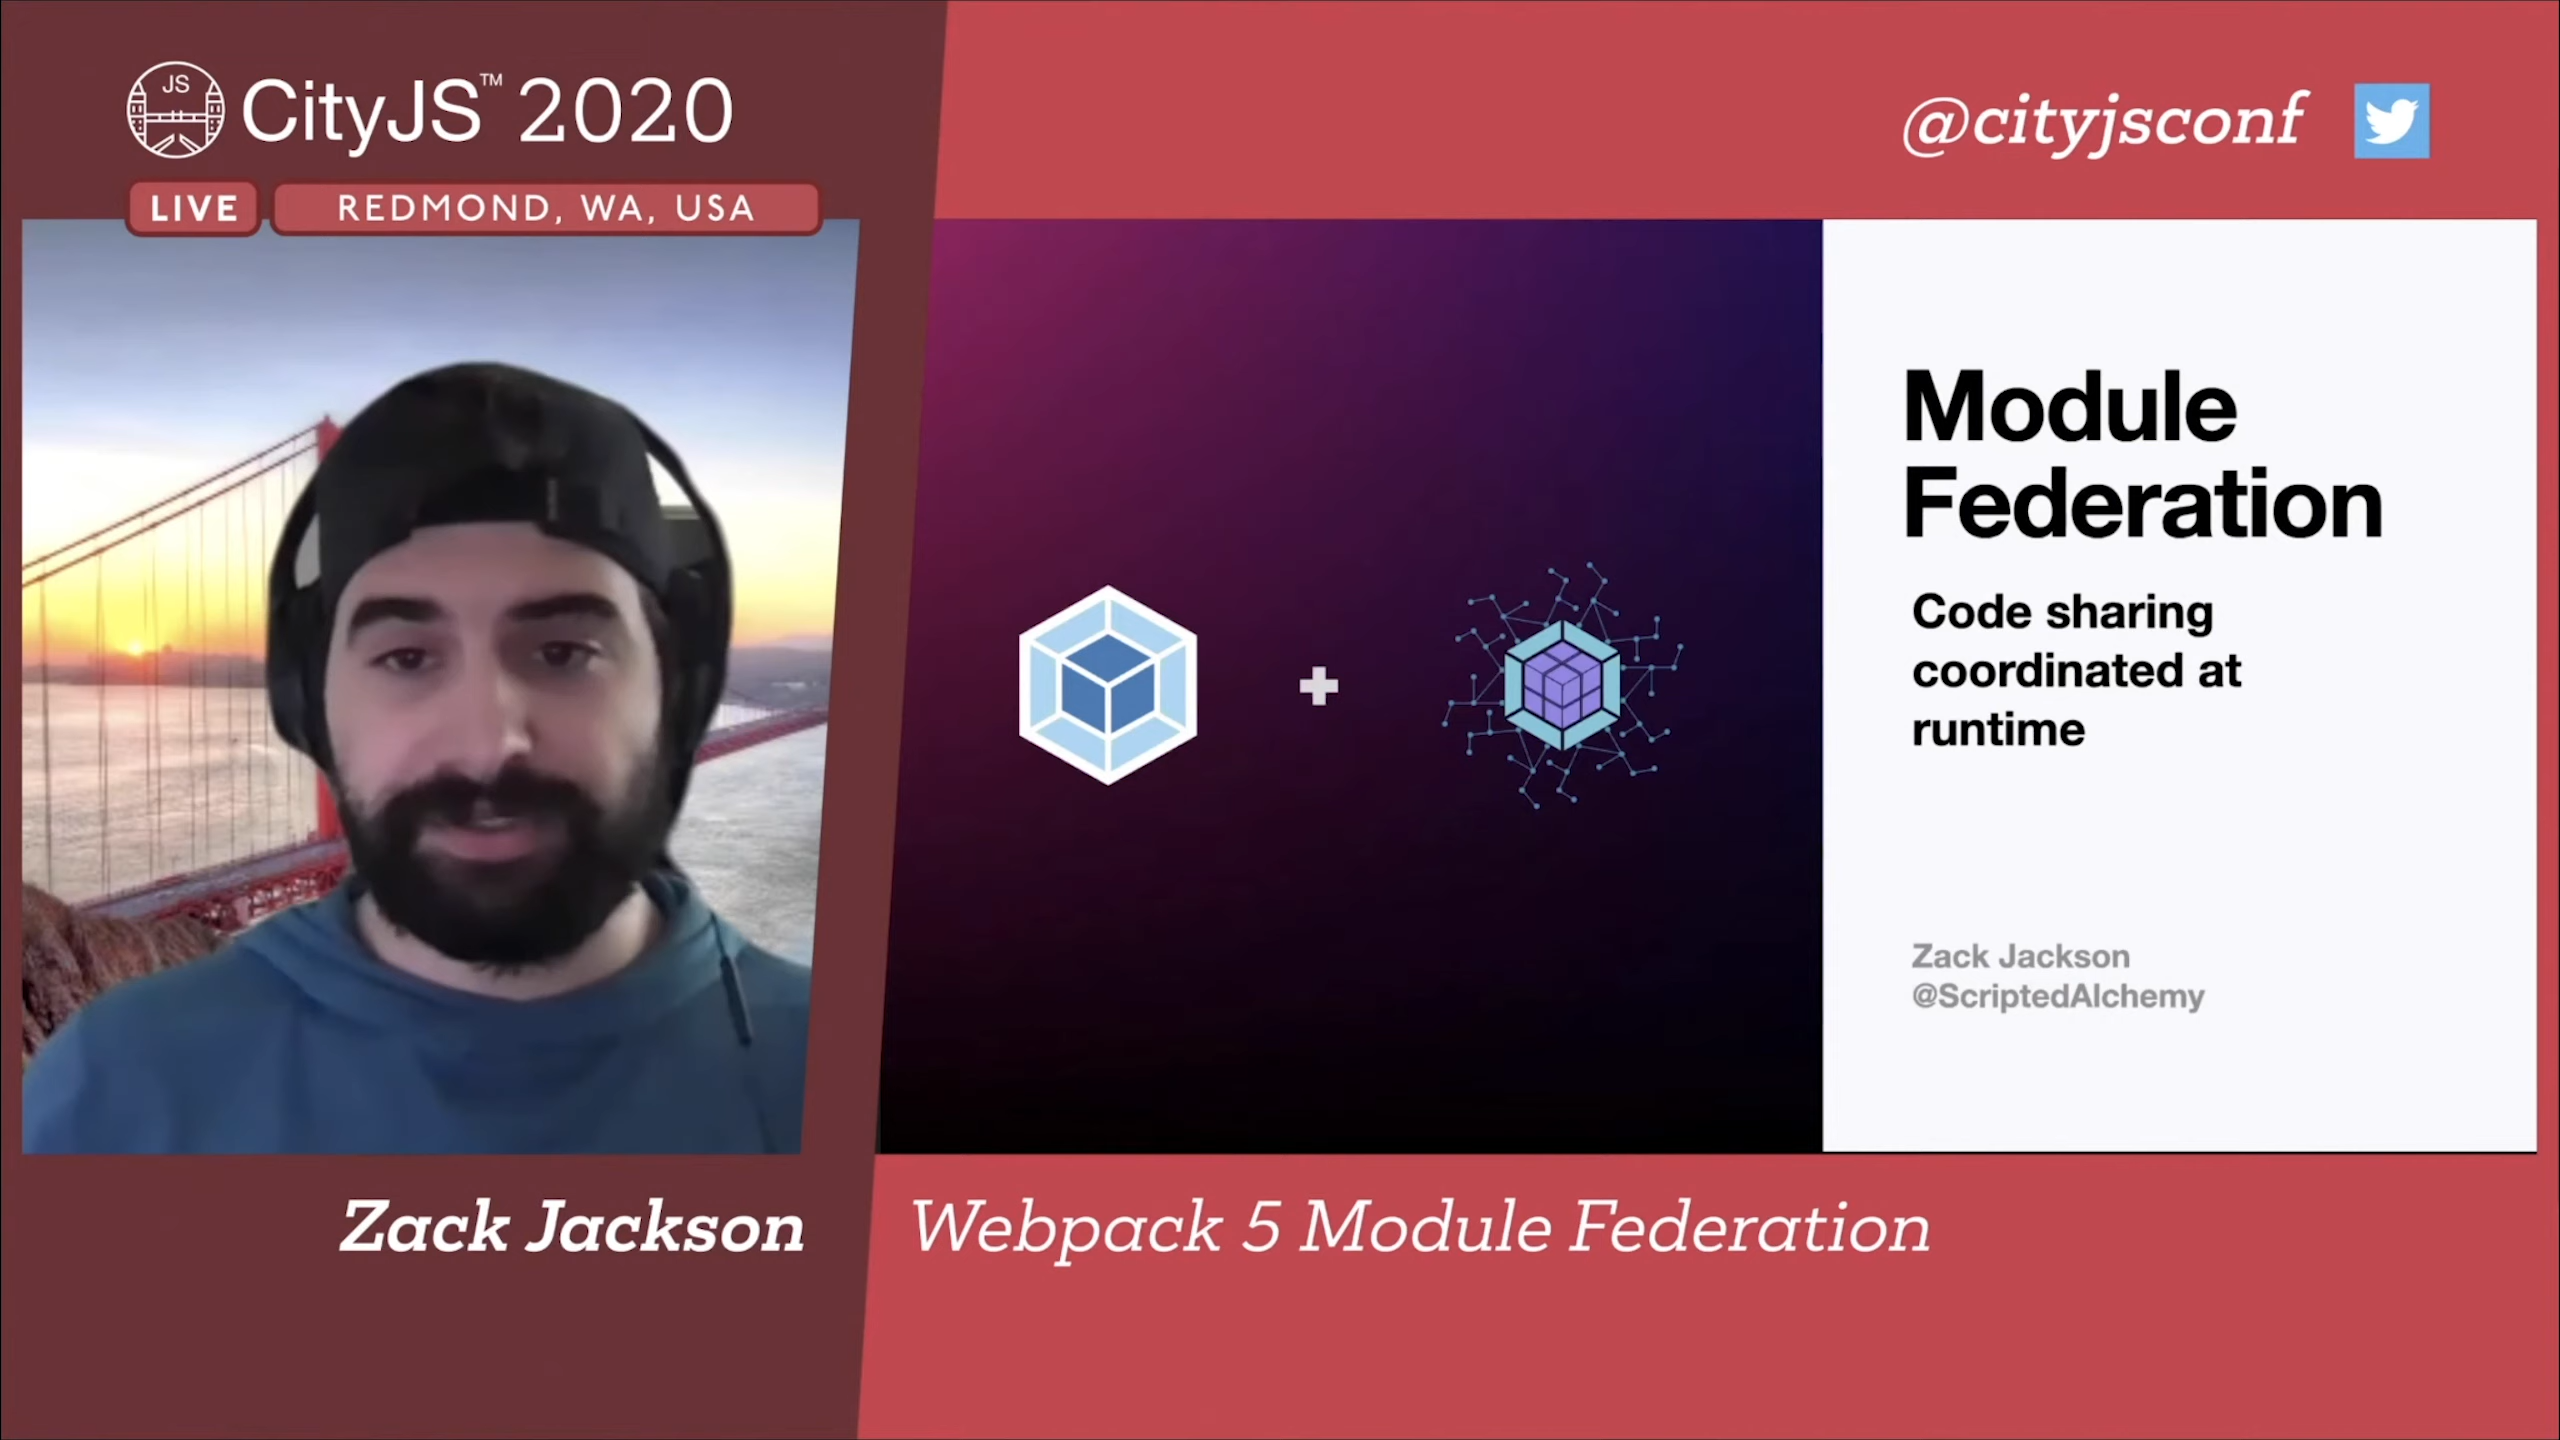 JS
CityJS™ 2020
@cityjsconf
LIVE
REDMOND, WA, USA
Module
Federation
Code sharing
coordinated at
runtime
Zack Jackson
@ScriptedAlchemy
Zack Jackson
Webpack 5 Module Federation